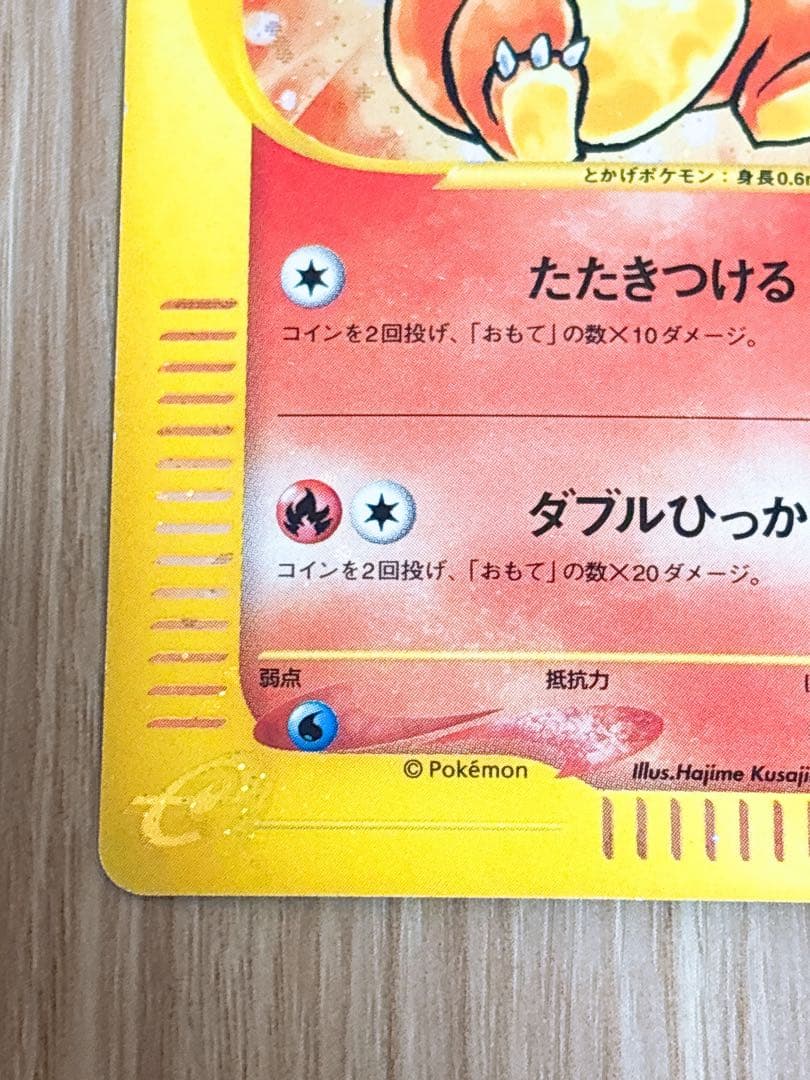 とかげポケモン：身長0.6m
たたきつける
コインを2回投げ、「おもて」の数×10ダメージ。
ダブルひっか
コインを2回投げ、「おもて」の数×20ダメージ。
弱点 抵抗力
© Pokémon Illus.Hajime Kusaji